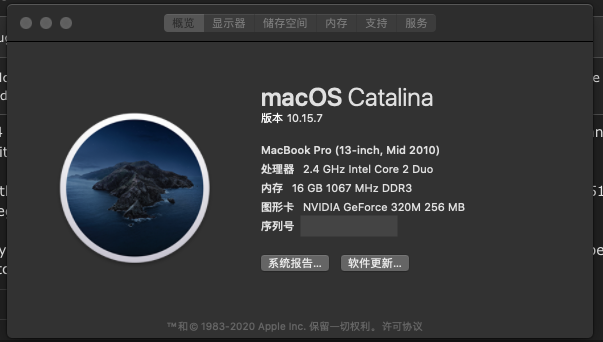 概览 显示器 储存空间 内存 支持 服务
macOS Catalina
版本 10.15.7
MacBook Pro (13-inch, Mid 2010)
处理器 2.4 GHz Intel Core 2 Duo
内存 16 GB 1067 MHz DDR3
图形卡 NVIDIA GeForce 320M 256 MB
序列号
系统报告... 软件更新...
™和© 1983-2020 Apple Inc. 保留一切权利。许可协议